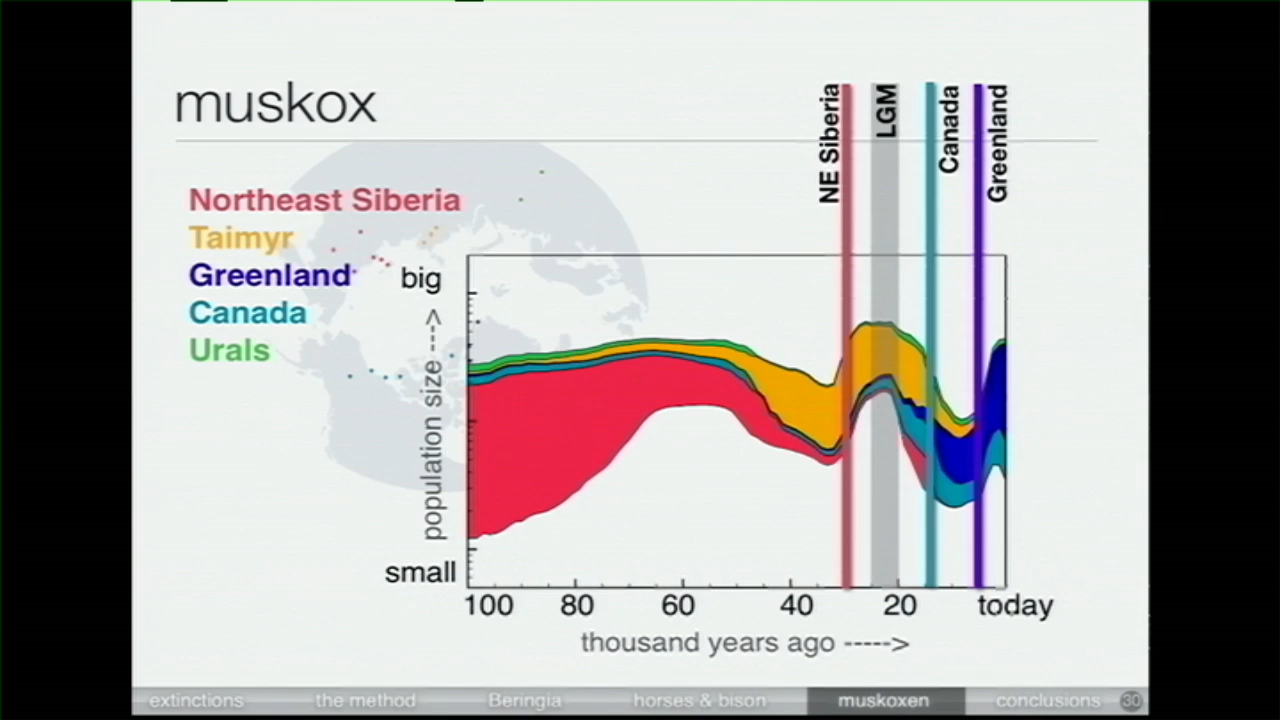 muskox
NE Siberia
LGM
Canada
Greenland
Northeast Siberia
Taimyr
Greenland
Canada
Urals
big
population size ---->
small
100 80 60 40 20 today
thousand years ago ----->
extinctions the method Beringia horses & bison muskoxen conclusions 30